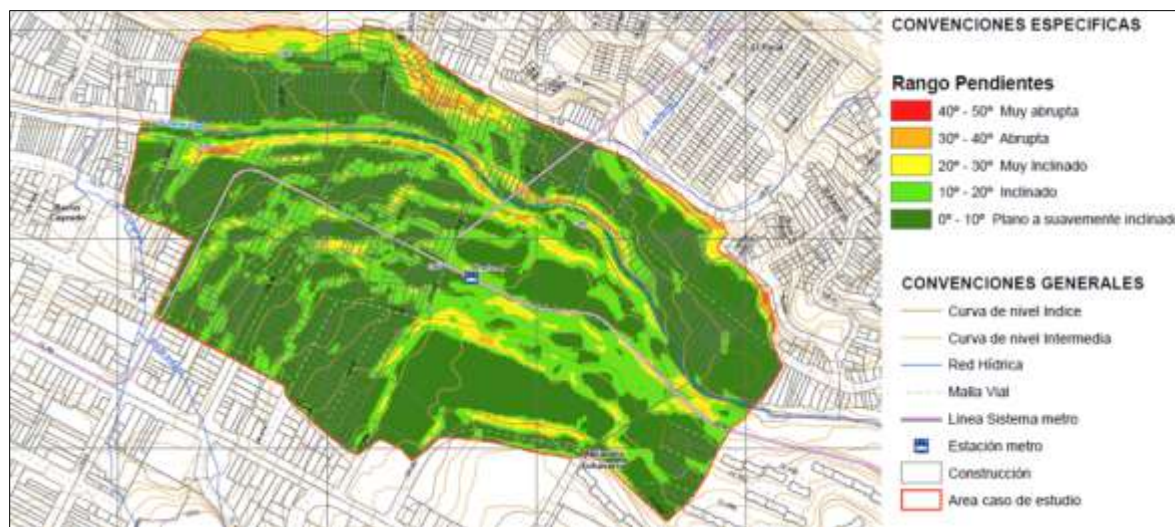 CONVENCIONES ESPECIFICAS
Rango Pendientes
40º - 50º Muy abrupta
30º - 40º Abrupta
20º - 30º Muy Inclinado
10º - 20º Inclinado
0º - 10º Plano a suavemente inclinado
CONVENCIONES GENERALES
Curva de nivel Indice
Curva de nivel Intermedia
Red Hídrica
Malla Vial
Linea Sistema metro
Estación metro
Construcción
Area caso de estudio